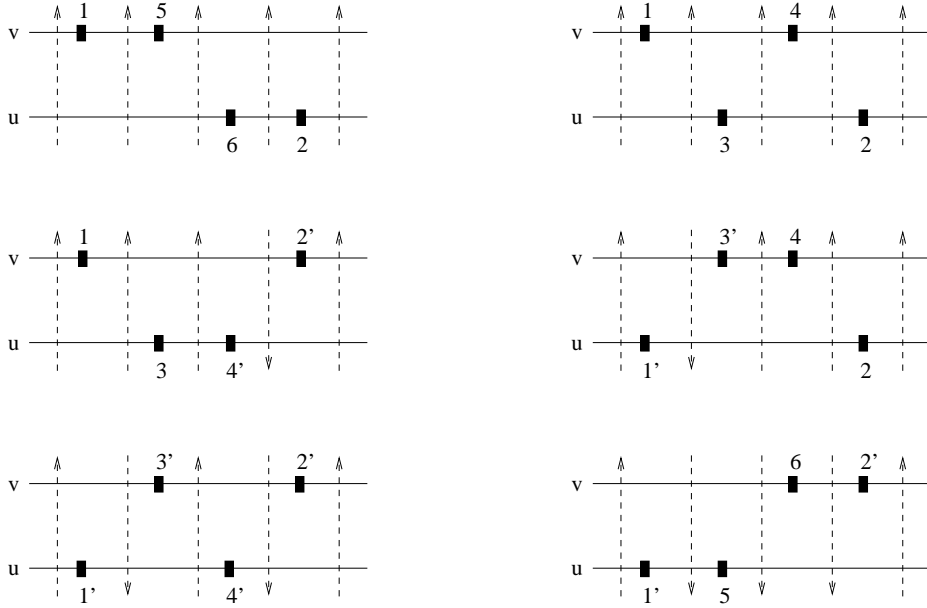 1 5 1 4
v v
u u
6 2 3 2
1 2' 3' 4
v v
u u
3 4' 1' 2
3' 2' 6 2'
v v
u u
1' 4' 1' 5